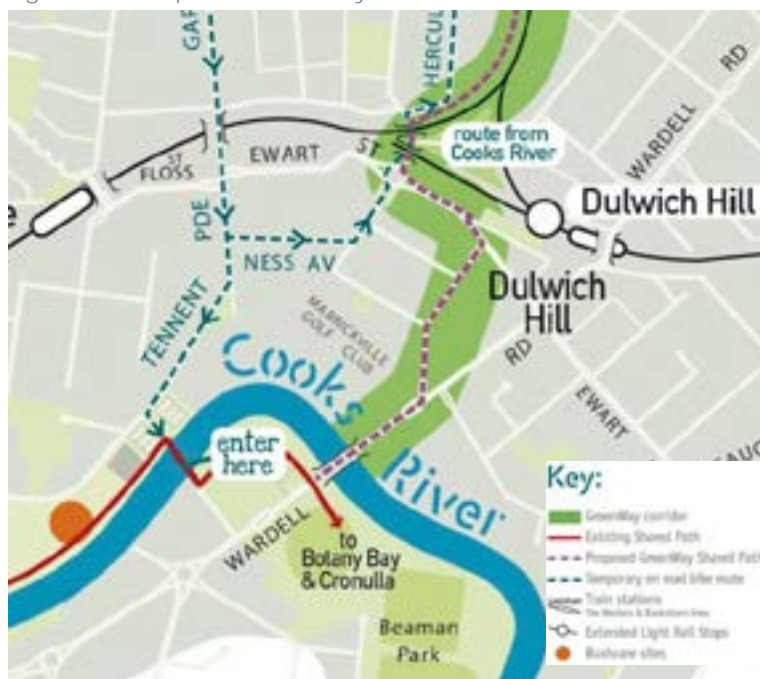 GAR
HERCUL
WARDELL
RD
route from
Cooks River
ST
FLOSS
EWART
ST
Dulwich Hill
PDE
NESS AV
Dulwich
Hill
TENNENT
MARRICKVILLE
GOLF CLUB
Cooks
River
RD
EWART
enter
here
WARDELL
to
Botany Bay
& Cronulla
Beaman
Park
Key:
GreenWay corridor
Existing Shared Path
Proposed GreenWay Shared Path
Temporary on road bike route
Train stations
Extended Light Rail Stops
Bushcare sites